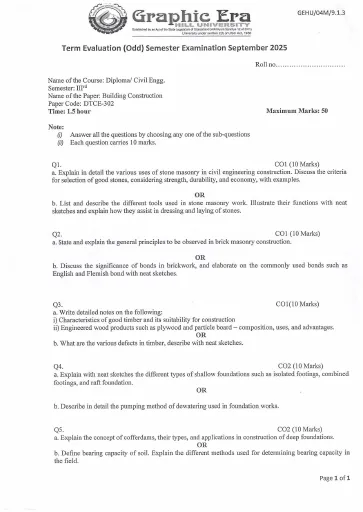 GEHU/04M/9.1.3
Graphic Era
HILL UNIVERSITY
Term Evaluation (Odd) Semester Examination September 2025
Roll no..............................
Name of the Course: Diploma/ Civil Engg.
Semester: IIIrd
Name of the Paper: Building Construction
Paper Code: DTCE-302
Time: 1.5 hour Maximum Marks: 50
Note:
(i) Answer all the questions by choosing any one of the sub-questions
(ii) Each question carries 10 marks.
Q1. CO1 (10 Marks)
a. Explain in detail the various uses of stone masonry in civil engineering construction. Discuss the criteria
for selection of good stones, considering strength, durability, and economy, with examples.
OR
b. List and describe the different tools used in stone masonry work. Illustrate their functions with neat
sketches and explain how they assist in dressing and laying of stones.
Q2. CO1 (10 Marks)
a. State and explain the general principles to be observed in brick masonry construction.
OR
b. Discuss the significance of bonds in brickwork, and elaborate on the commonly used bonds such as
English and Flemish bond with neat sketches.
Q3. CO1(10 Marks)
a. Write detailed notes on the following:
i) Characteristics of good timber and its suitability for construction
ii) Engineered wood products such as plywood and particle board – composition, uses, and advantages.
OR
b. What are the various defects in timber, describe with neat sketches.
Q4. CO2 (10 Marks)
a. Explain with neat sketches the different types of shallow foundations such as isolated footings, combined
footings, and raft foundation.
OR
b. Describe in detail the pumping method of dewatering used in foundation works.
Q5. CO2 (10 Marks)
a. Explain the concept of cofferdams, their types, and applications in construction of deep foundations.
OR
b. Define bearing capacity of soil. Explain the different methods used for determining bearing capacity in
the field.
Page 1 of 1